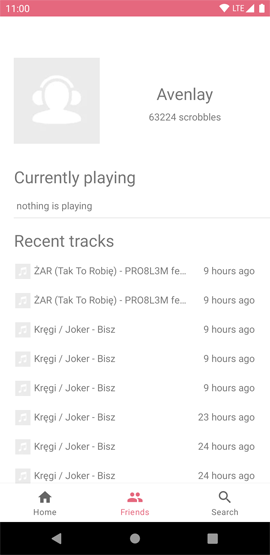 11:00 LTE
Avenlay
63224 scrobbles
Currently playing
nothing is playing
Recent tracks
ŻAR (Tak To Robię) - PRO8L3M fe... 9 hours ago
ŻAR (Tak To Robię) - PRO8L3M fe... 9 hours ago
Kręgi / Joker - Bisz 9 hours ago
Kręgi / Joker - Bisz 9 hours ago
Kręgi / Joker - Bisz 9 hours ago
Kręgi / Joker - Bisz 23 hours ago
Kręgi / Joker - Bisz 24 hours ago
Kręgi / Joker - Bisz 24 hours ago
Home Friends Search